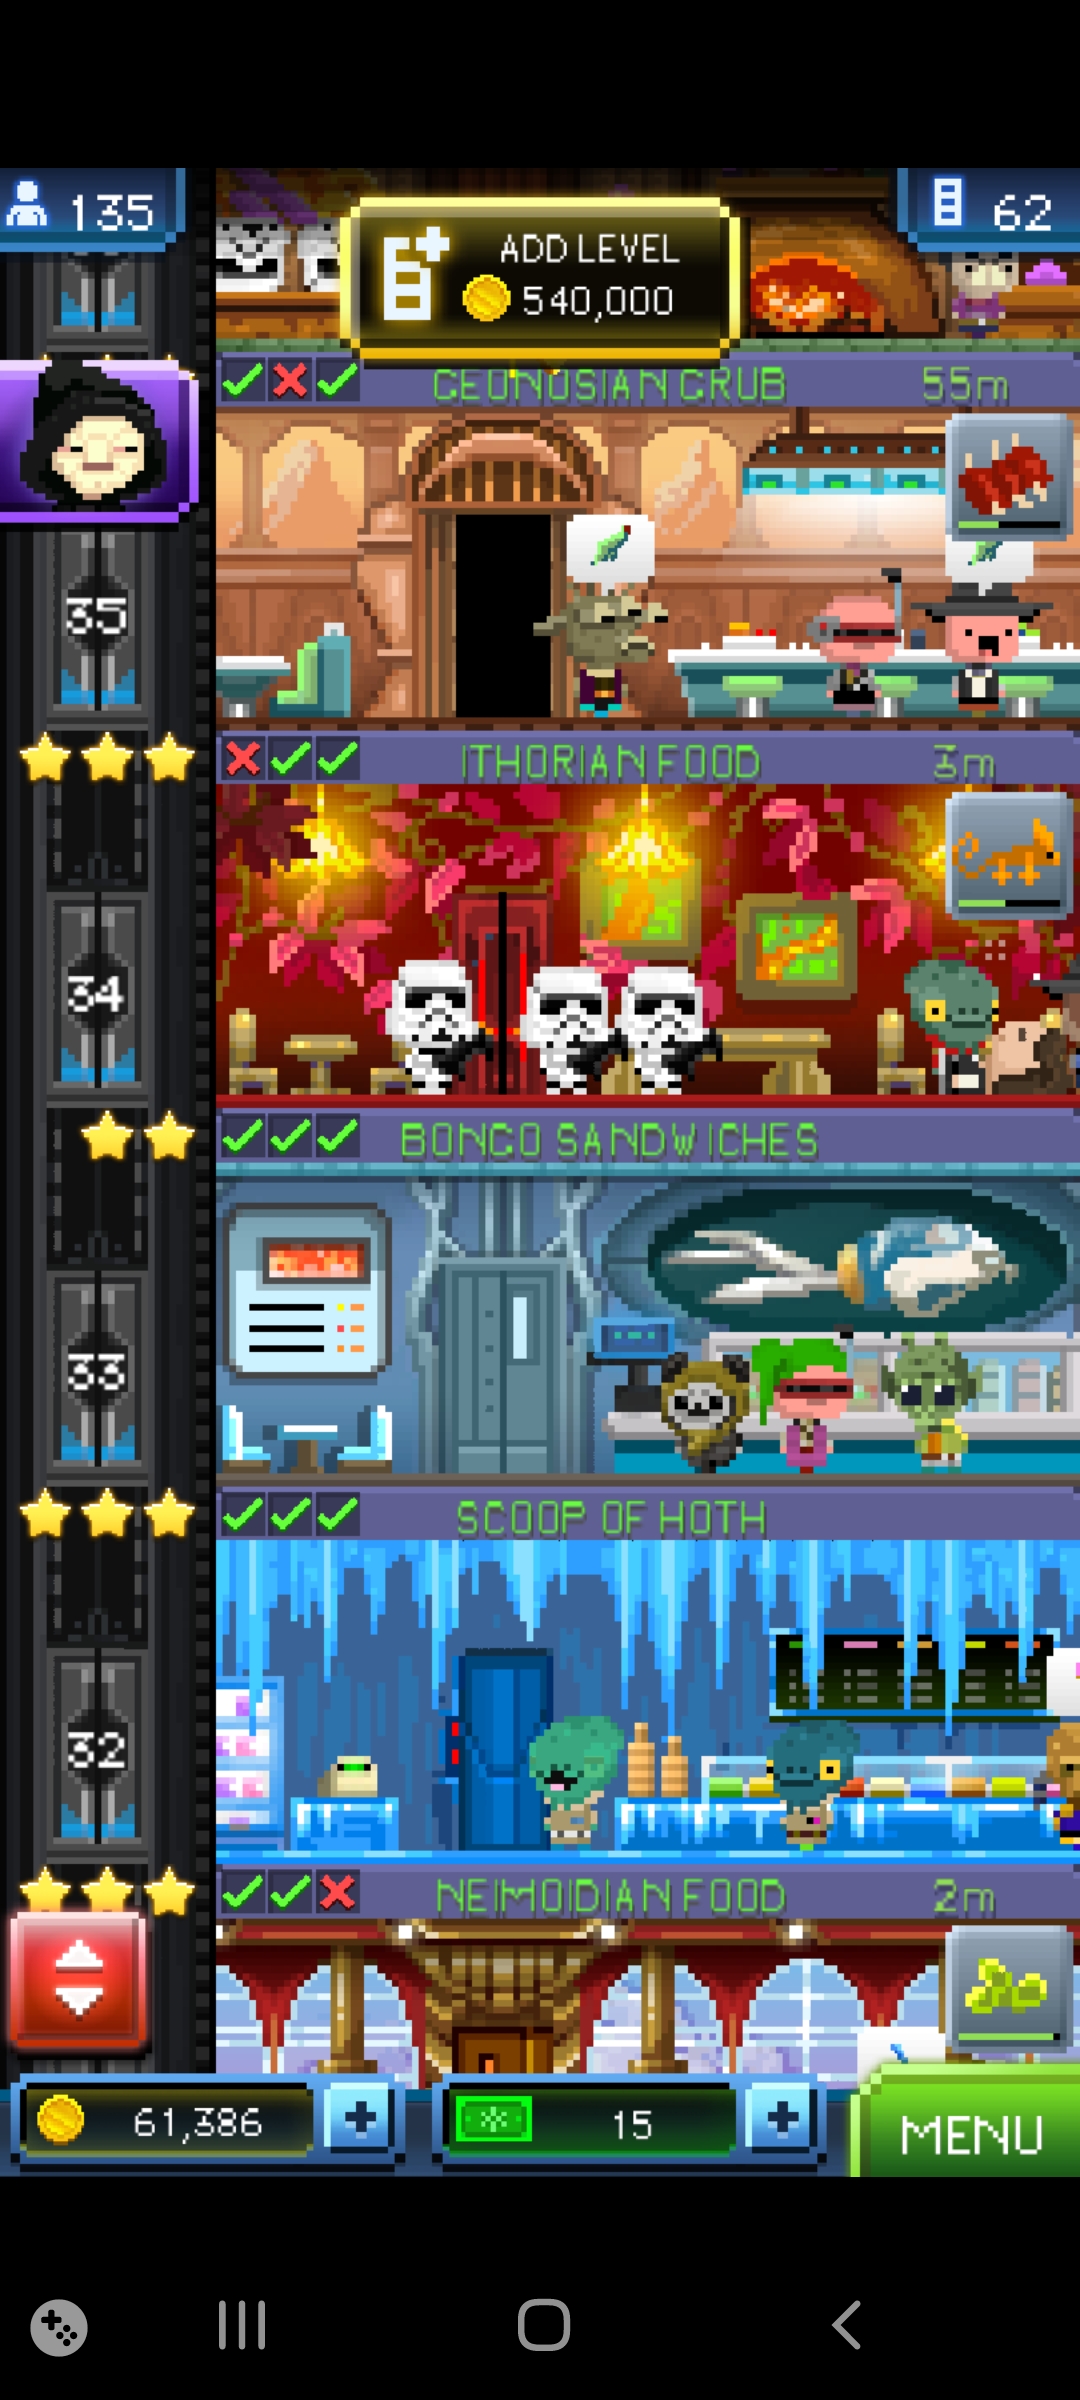 135
ADD LEVEL
540,000
62
GEONOSIAN GRUB
55m
35
ITHORIAN FOOD
3m
34
BONGO SANDWICHES
33
SCOOP OF HOTH
32
NEIMOIDIAN FOOD
2m
61,386
15
MENU